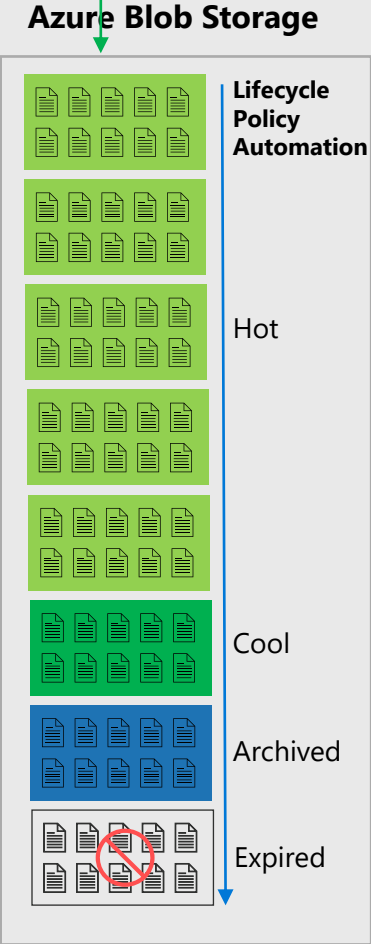 Azure Blob Storage
Lifecycle
Policy
Automation
Hot
Cool
Archived
Expired